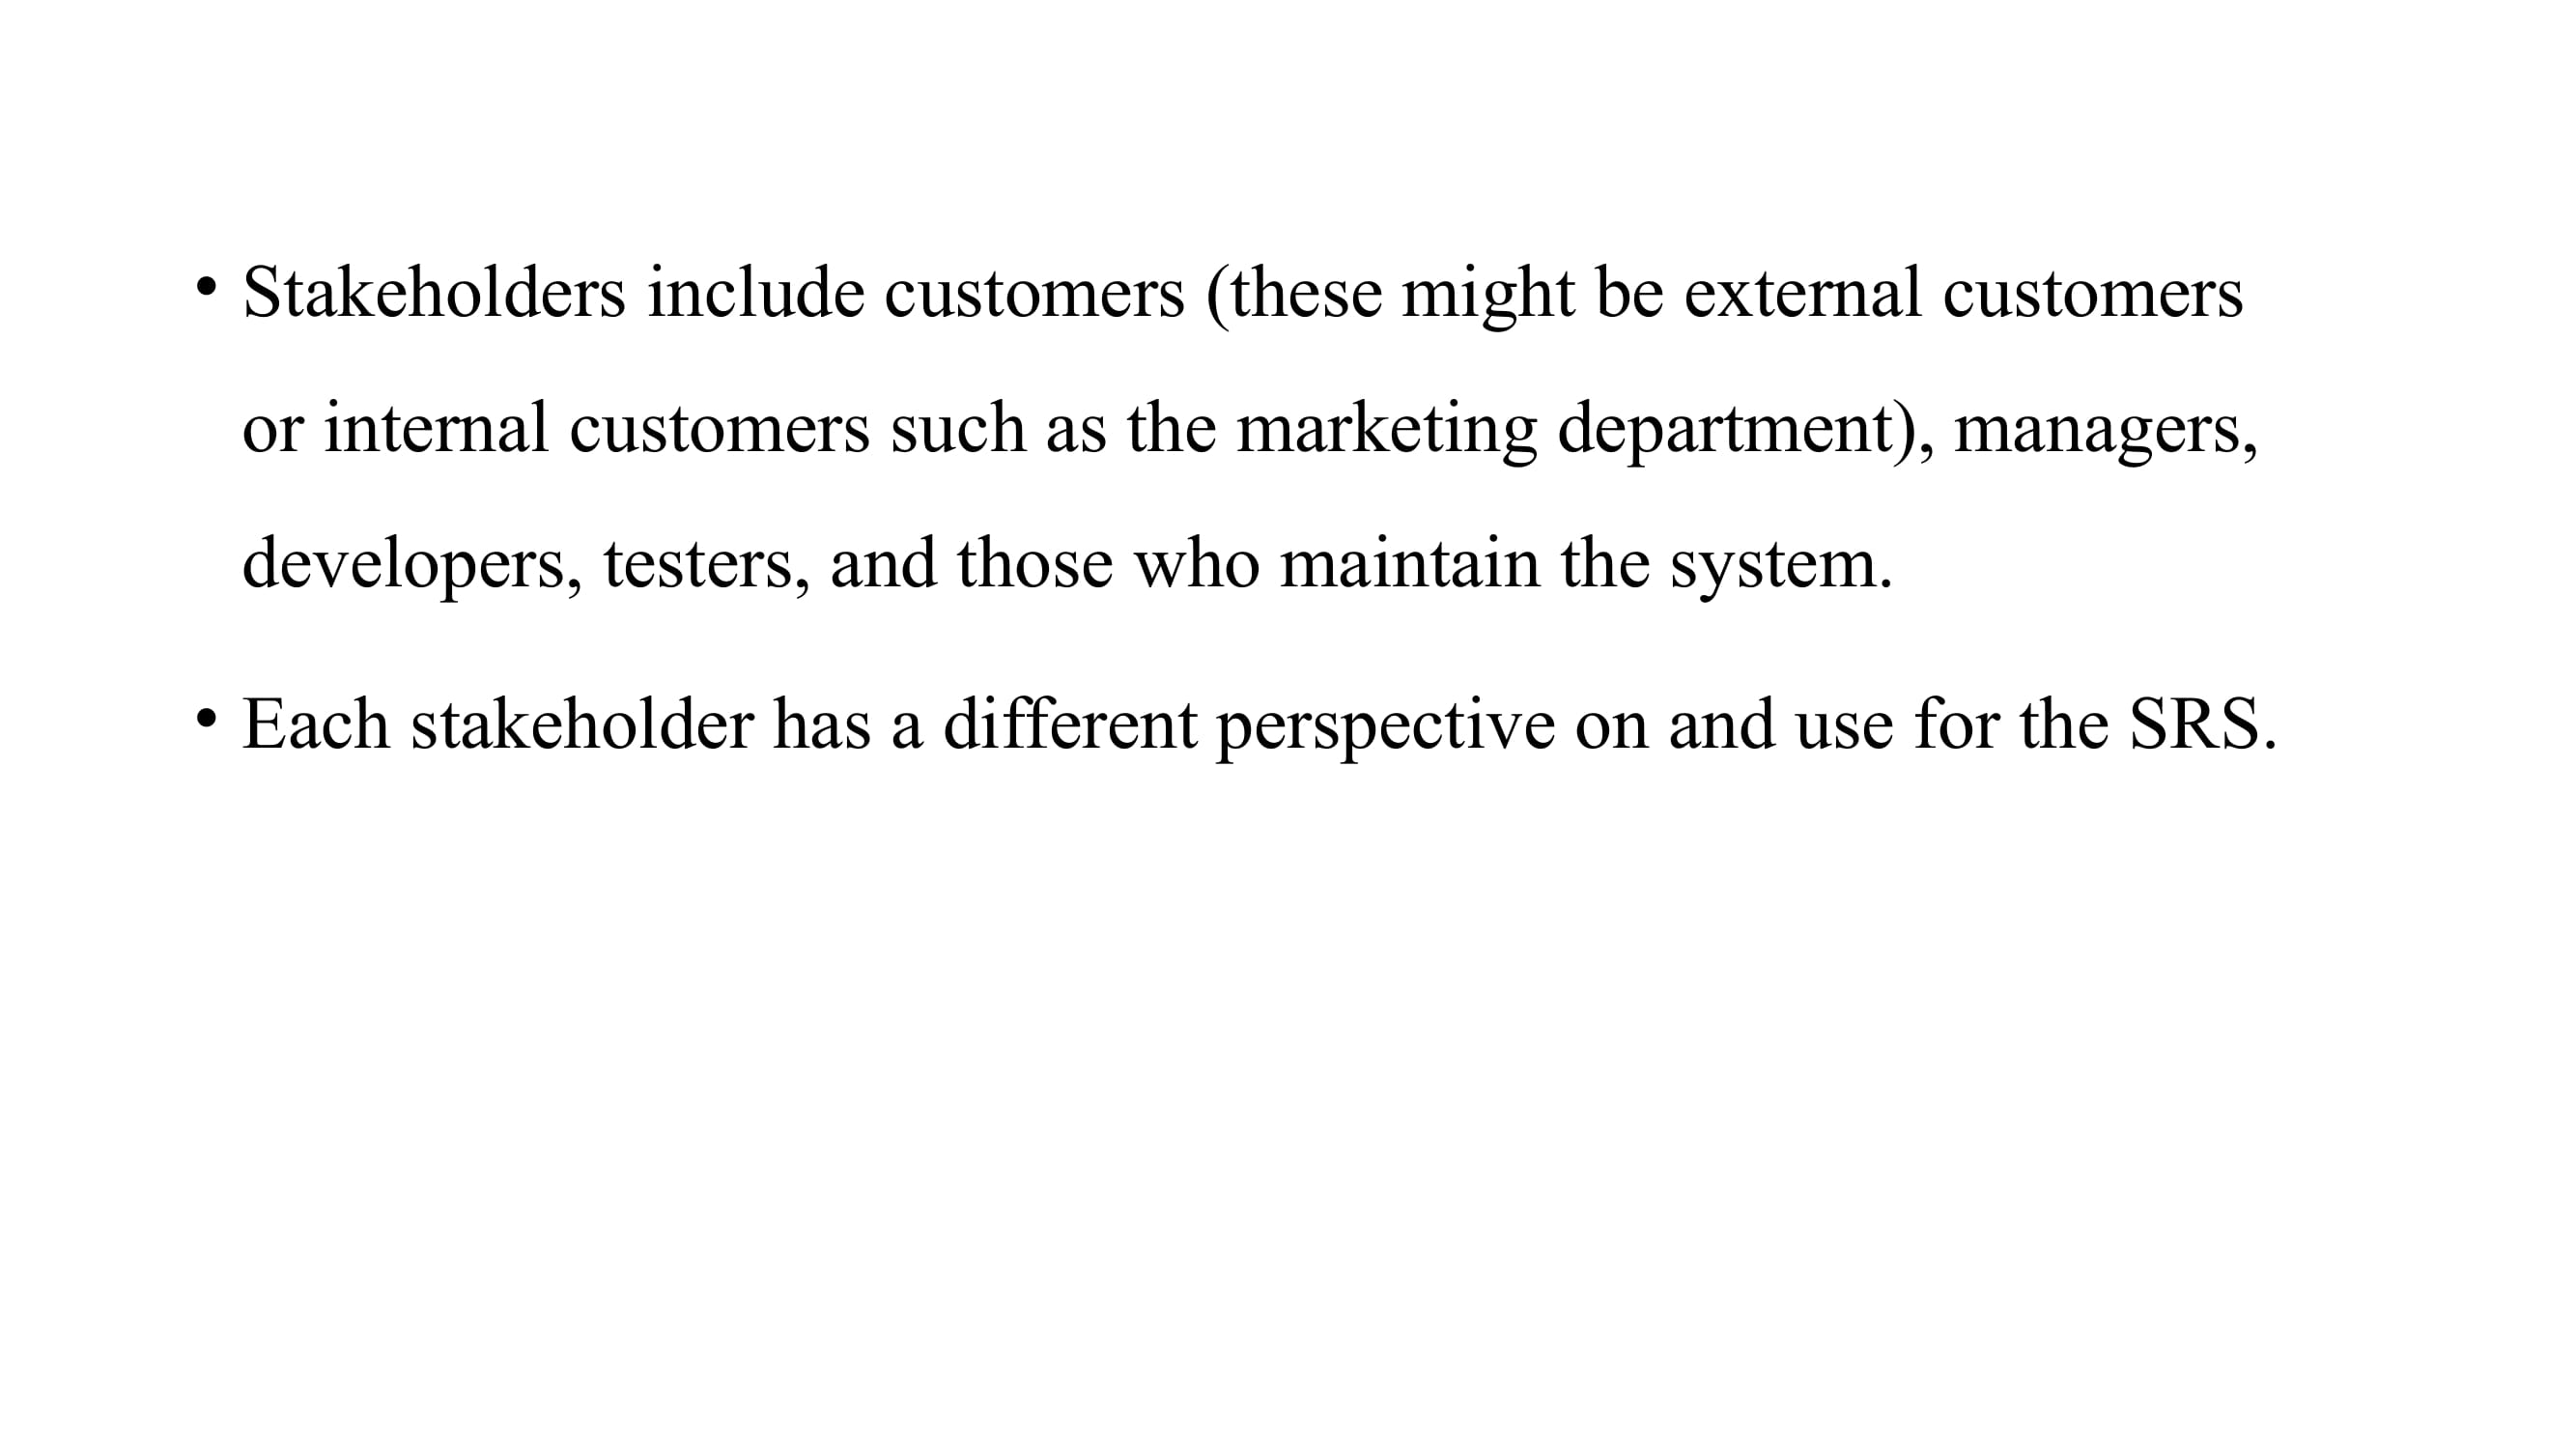 • Stakeholders include customers (these might be external customers
or internal customers such as the marketing department), managers,
developers, testers, and those who maintain the system.
• Each stakeholder has a different perspective on and use for the SRS.